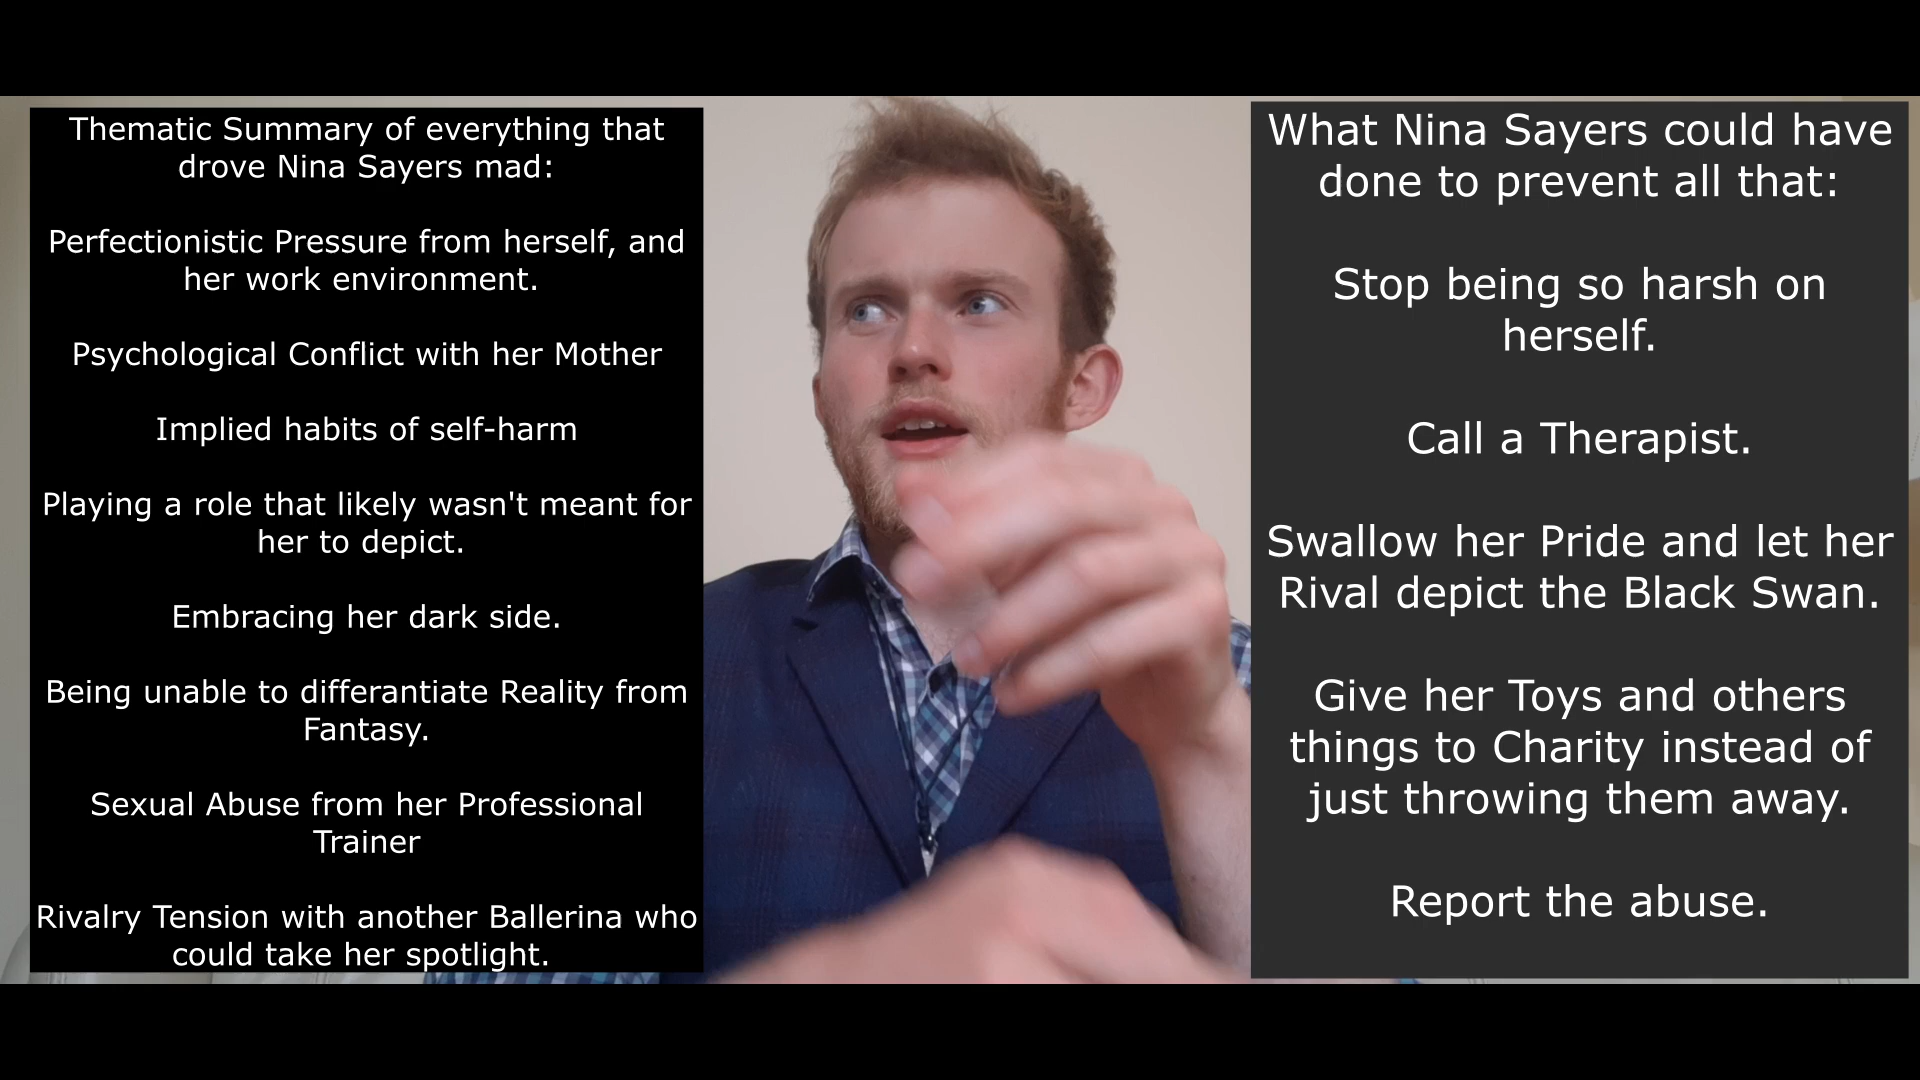 Thematic Summary of everything that
drove Nina Sayers mad:
Perfectionistic Pressure from herself, and
her work environment.
Psychological Conflict with her Mother
Implied habits of self-harm
Playing a role that likely wasn't meant for
her to depict.
Embracing her dark side.
Being unable to differantiate Reality from
Fantasy.
Sexual Abuse from her Professional
Trainer
Rivalry Tension with another Ballerina who
could take her spotlight.
What Nina Sayers could have
done to prevent all that:
Stop being so harsh on
herself.
Call a Therapist.
Swallow her Pride and let her
Rival depict the Black Swan.
Give her Toys and others
things to Charity instead of
just throwing them away.
Report the abuse.